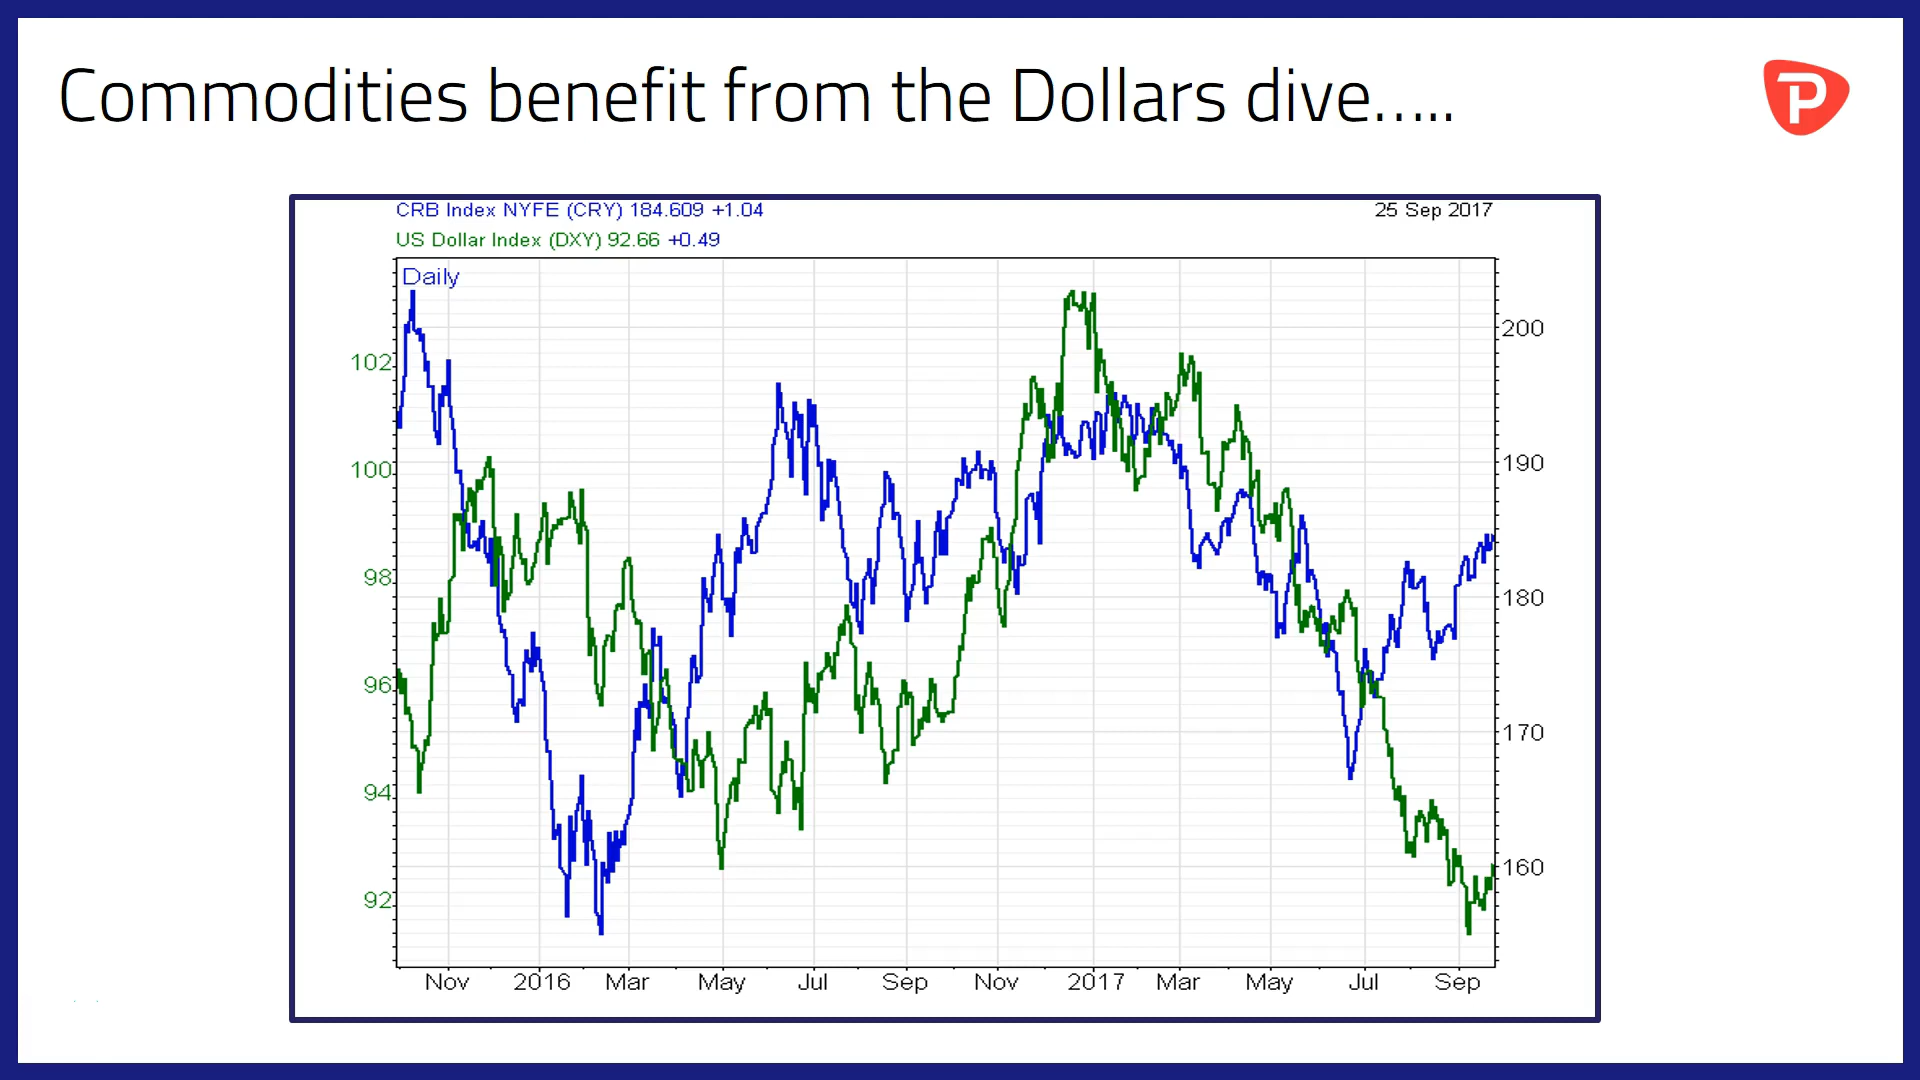 Commodities benefit from the Dollars dive.....
P
CRB Index NYFE (CRY) 184.609 +1.04
25 Sep 2017
US Dollar Index (DXY) 92.66 +0.49
Daily
200
102
190
100
98
180
96
170
94
160
92
Nov 2016 Mar May Jul Sep Nov 2017 Mar May Jul Sep